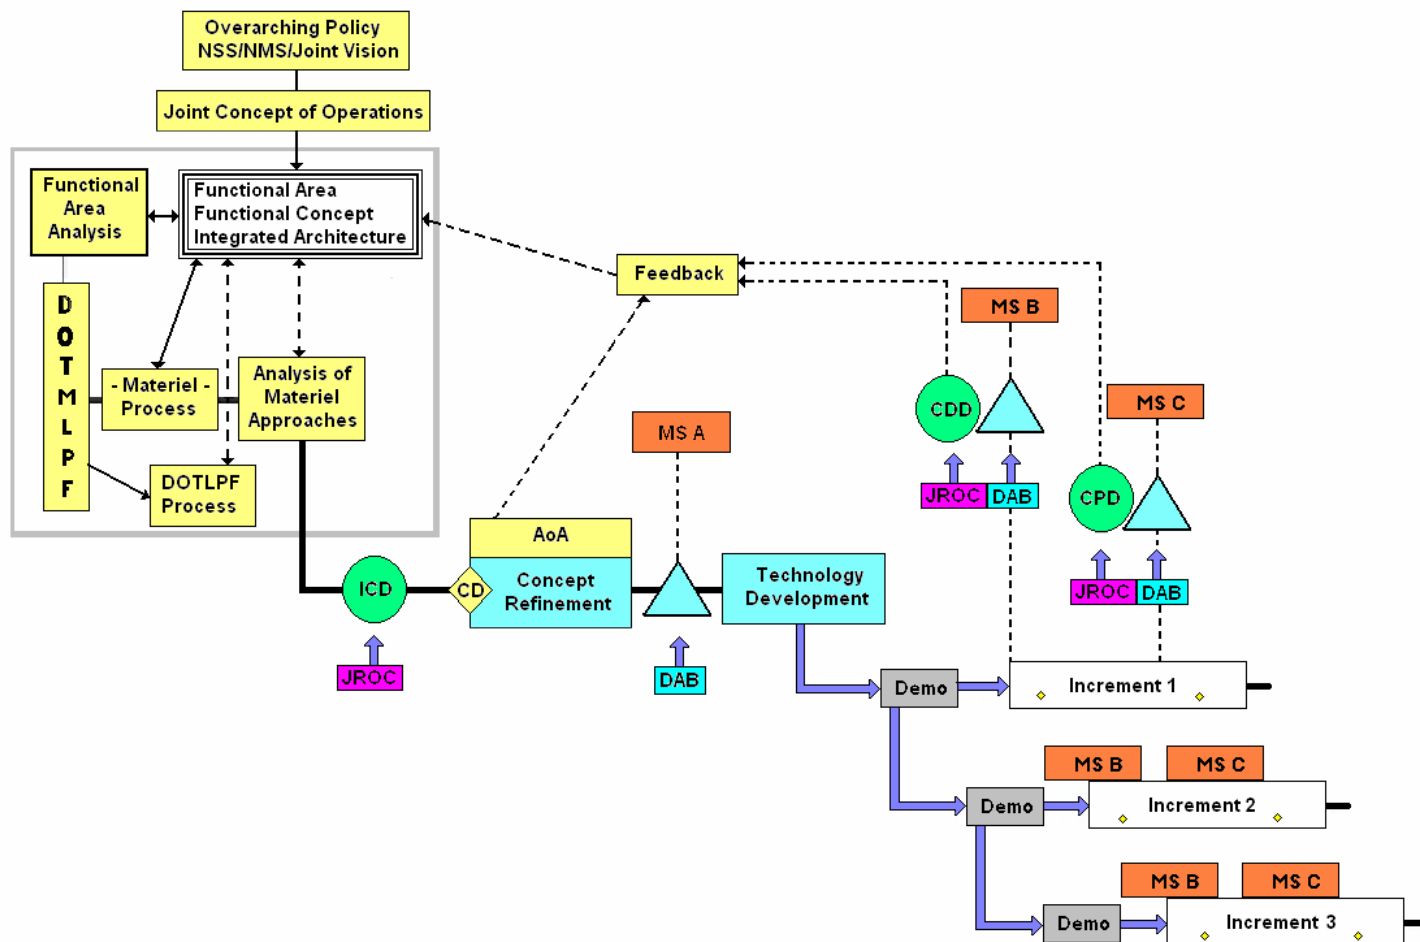 Overarching Policy
NSS/NMS/Joint Vision
Joint Concept of Operations
Functional
Area
Analysis
Functional Area
Functional Concept
Integrated Architecture
Feedback
D
O
T
M
L
P
F
- Materiel -
Process
Analysis of
Materiel
Approaches
DOTLPF
Process
MS A
MS B
MS C
CDD
CPD
JROC
DAB
JROC
DAB
AoA
ICD
CD
Concept
Refinement
Technology
Development
JROC
DAB
Demo
Increment 1
MS B
MS C
Demo
Increment 2
MS B
MS C
Demo
Increment 3